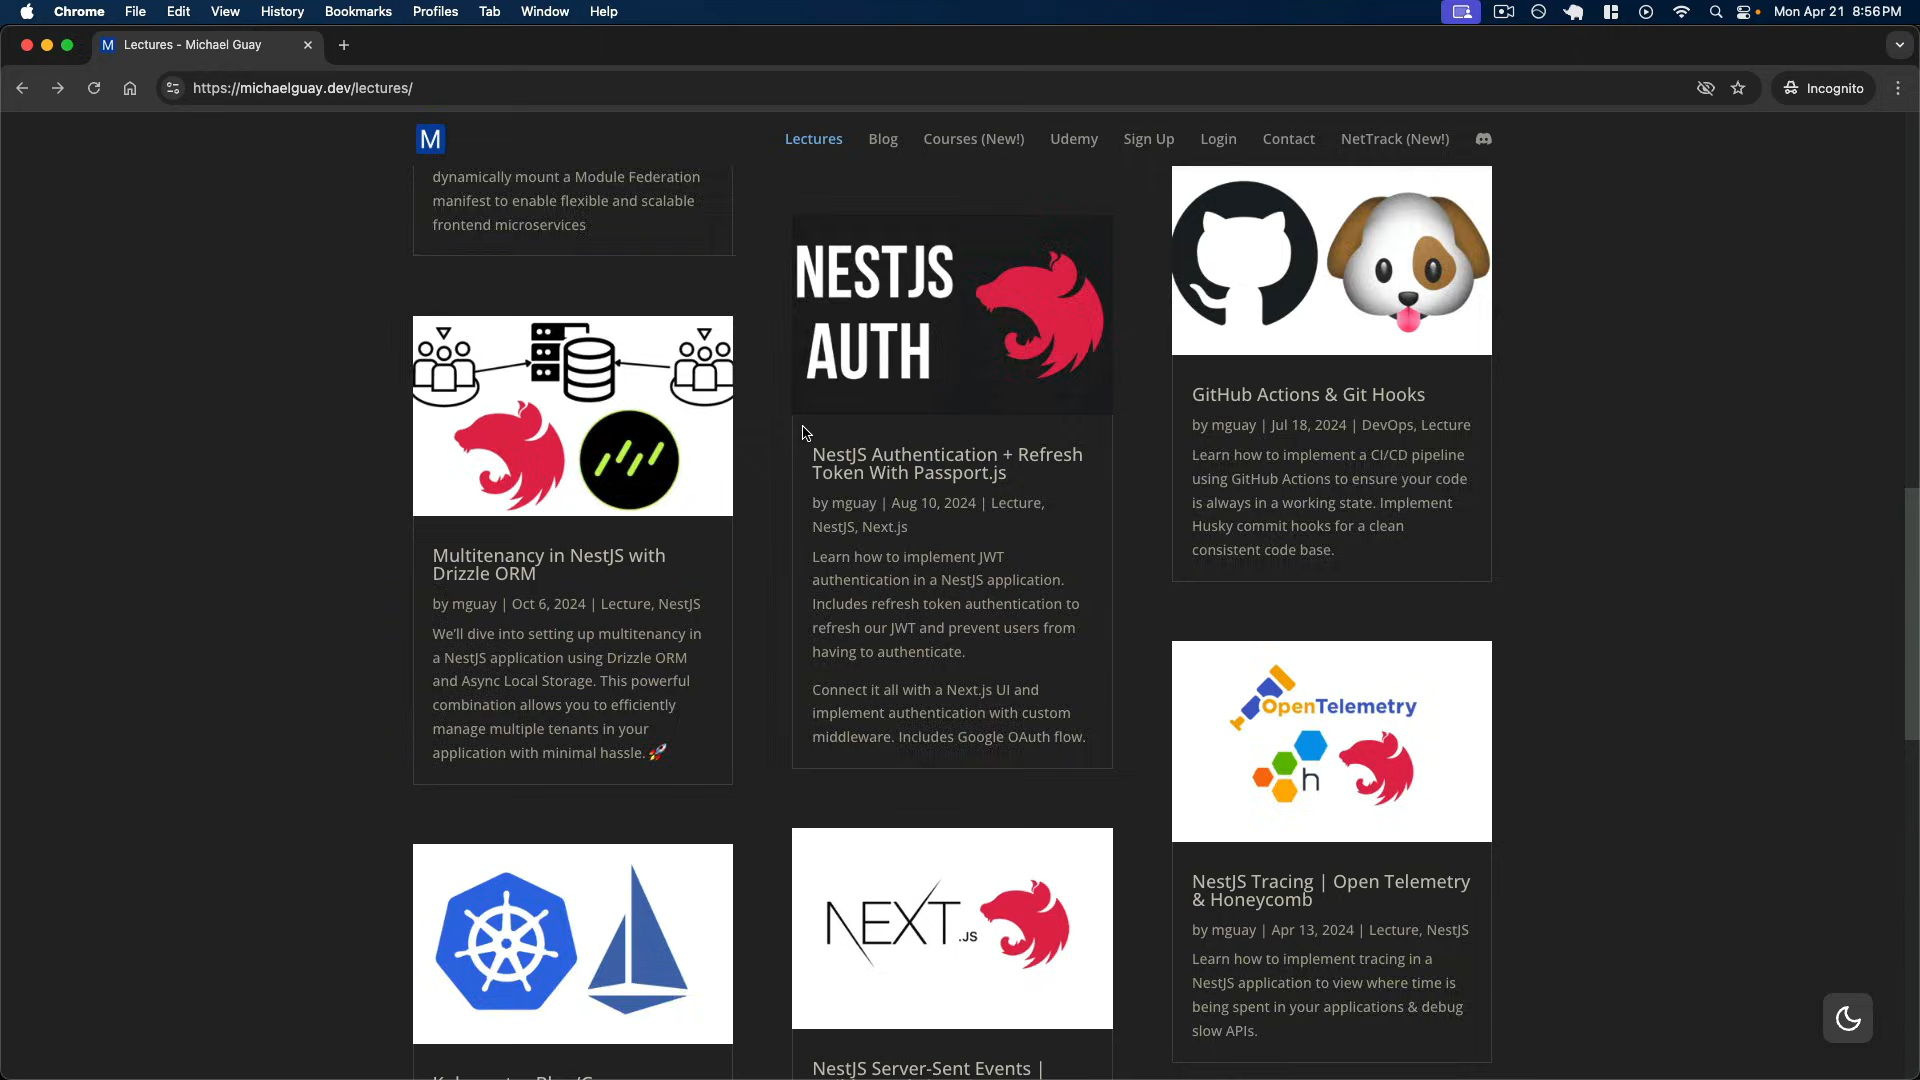 Chrome File Edit View History Bookmarks Profiles Tab Window Help
Mon Apr 21 8:56 PM
M Lectures - Michael Guay
https://michaelguay.dev/lectures/
Incognito
M
Lectures Blog Courses (New!) Udemy Sign Up Login Contact NetTrack (New!)
dynamically mount a Module Federation
manifest to enable flexible and scalable
frontend microservices
Multitenancy in NestJS with
Drizzle ORM
by mguay | Oct 6, 2024 | Lecture, NestJS
We'll dive into setting up multitenancy in
a NestJS application using Drizzle ORM
and Async Local Storage. This powerful
combination allows you to efficiently
manage multiple tenants in your
application with minimal hassle. 🚀
NESTJS
AUTH
NestJS Authentication + Refresh
Token With Passport.js
by mguay | Aug 10, 2024 | Lecture,
NestJS, Next.js
Learn how to implement JWT
authentication in a NestJS application.
Includes refresh token authentication to
refresh our JWT and prevent users from
having to authenticate.
Connect it all with a Next.js UI and
implement authentication with custom
middleware. Includes Google OAuth flow.
NEXT.JS
NestJS Server-Sent Events |
GitHub Actions & Git Hooks
by mguay | Jul 18, 2024 | DevOps, Lecture
Learn how to implement a CI/CD pipeline
using GitHub Actions to ensure your code
is always in a working state. Implement
Husky commit hooks for a clean
consistent code base.
OpenTelemetry
h
NestJS Tracing | Open Telemetry
& Honeycomb
by mguay | Apr 13, 2024 | Lecture, NestJS
Learn how to implement tracing in a
NestJS application to view where time is
being spent in your applications & debug
slow APIs.